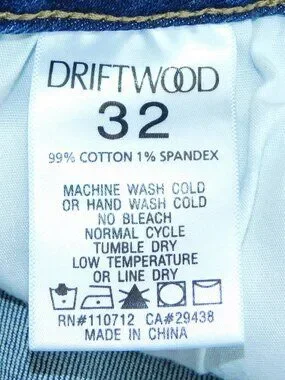 DRIFTWOOD
32
99% COTTON 1% SPANDEX
MACHINE WASH COLD
OR HAND WASH COLD
NO BLEACH
NORMAL CYCLE
TUMBLE DRY
LOW TEMPERATURE
OR LINE DRY
RN#110712 CA#29438
MADE IN CHINA